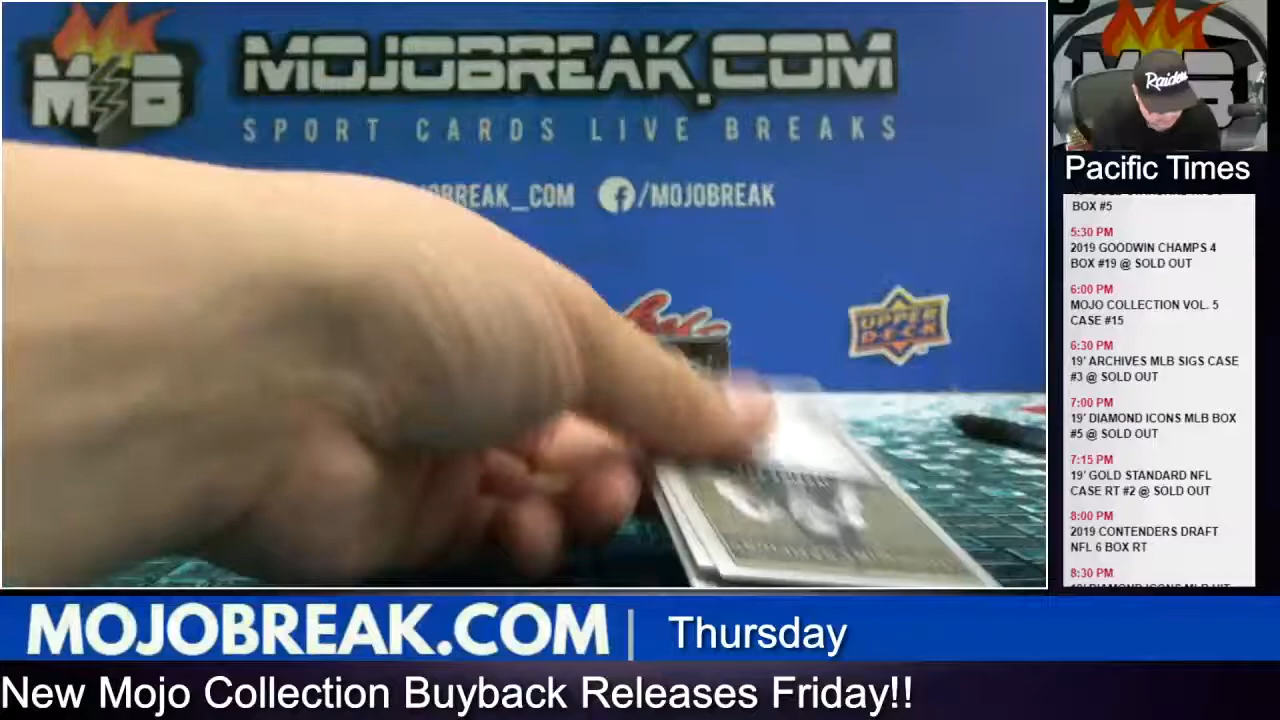 M B
MOJOBREAK.COM
SPORT CARDS LIVE BREAKS
BREAK_COM f/MOJOBREAK
UPPER
DECK
Raiders
Pacific Times
BOX #5
5:30 PM
2019 GOODWIN CHAMPS 4
BOX #19 @ SOLD OUT
6:00 PM
MOJO COLLECTION VOL. 5
CASE #15
6:30 PM
19' ARCHIVES MLB SIGS CASE
#3 @ SOLD OUT
7:00 PM
19' DIAMOND ICONS MLB BOX
#5 @ SOLD OUT
7:15 PM
19' GOLD STANDARD NFL
CASE RT #2 @ SOLD OUT
8:00 PM
2019 CONTENDERS DRAFT
NFL 6 BOX RT
8:30 PM
MOJOBREAK.COM | Thursday
New Mojo Collection Buyback Releases Friday!!